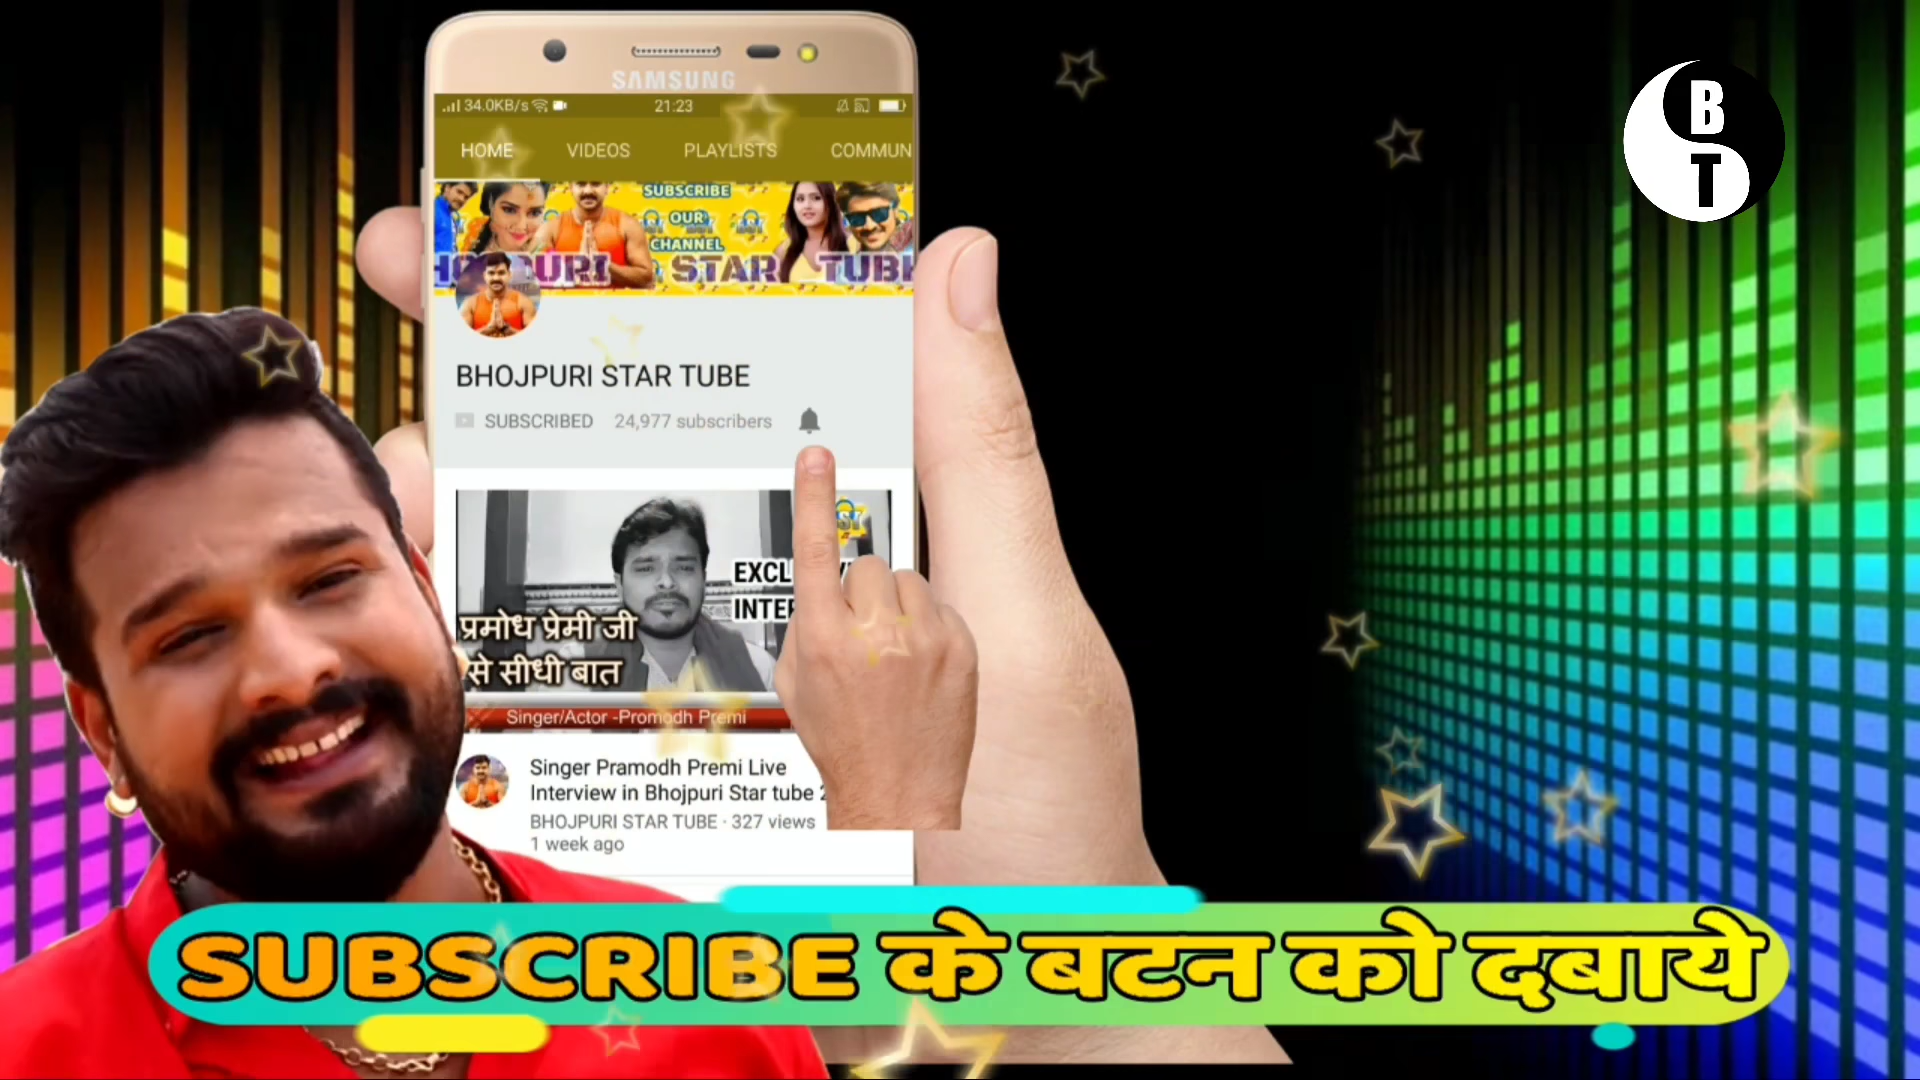 SAMSUNG
34.0KB/s 21:23
HOME VIDEOS PLAYLISTS COMMUN
SUBSCRIBE
OUR
CHANNEL
STAR TUBE
BHOJPURI STAR TUBE
SUBSCRIBED 24,977 subscribers
EXCL
INTER
प्रमोध प्रेमी जी
से सीधी बात
Singer/Actor -Promodh Premi
Singer Pramodh Premi Live
Interview in Bhojpuri Star tube
BHOJPURI STAR TUBE · 327 views
1 week ago
B
T
SUBSCRIBE के बटन को दबाये